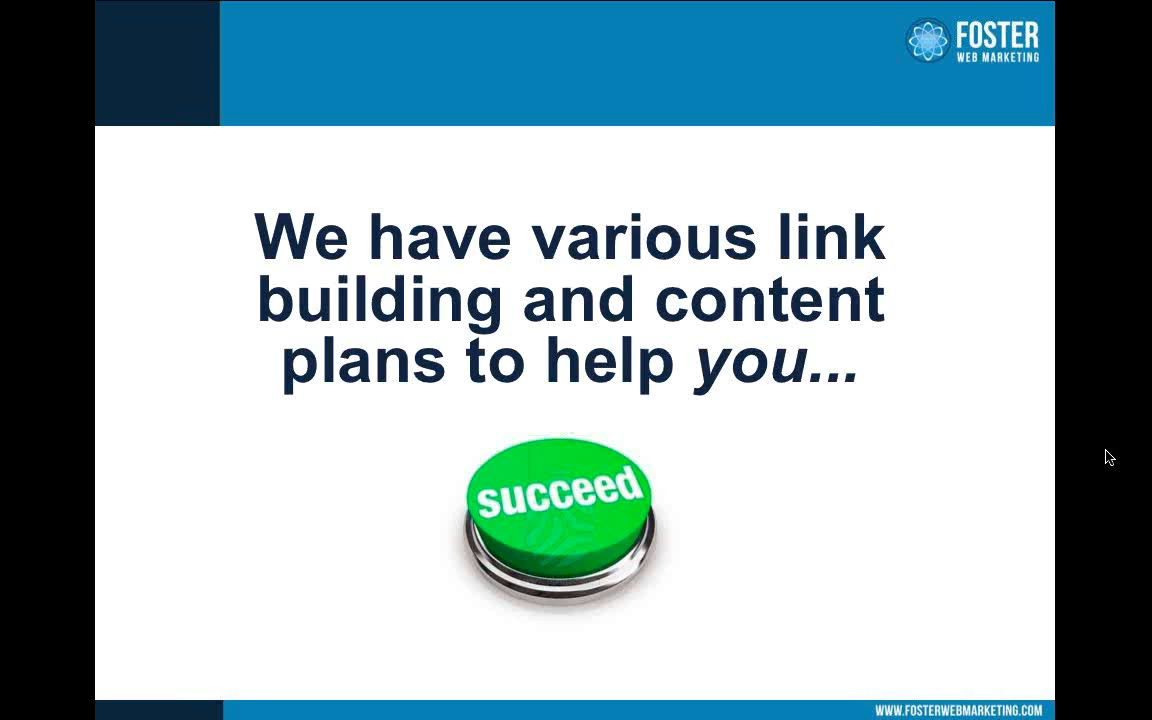 FOSTER
WEB MARKETING
We have various link
building and content
plans to help you...
succeed
WWW.FOSTERWEBMARKETING.COM